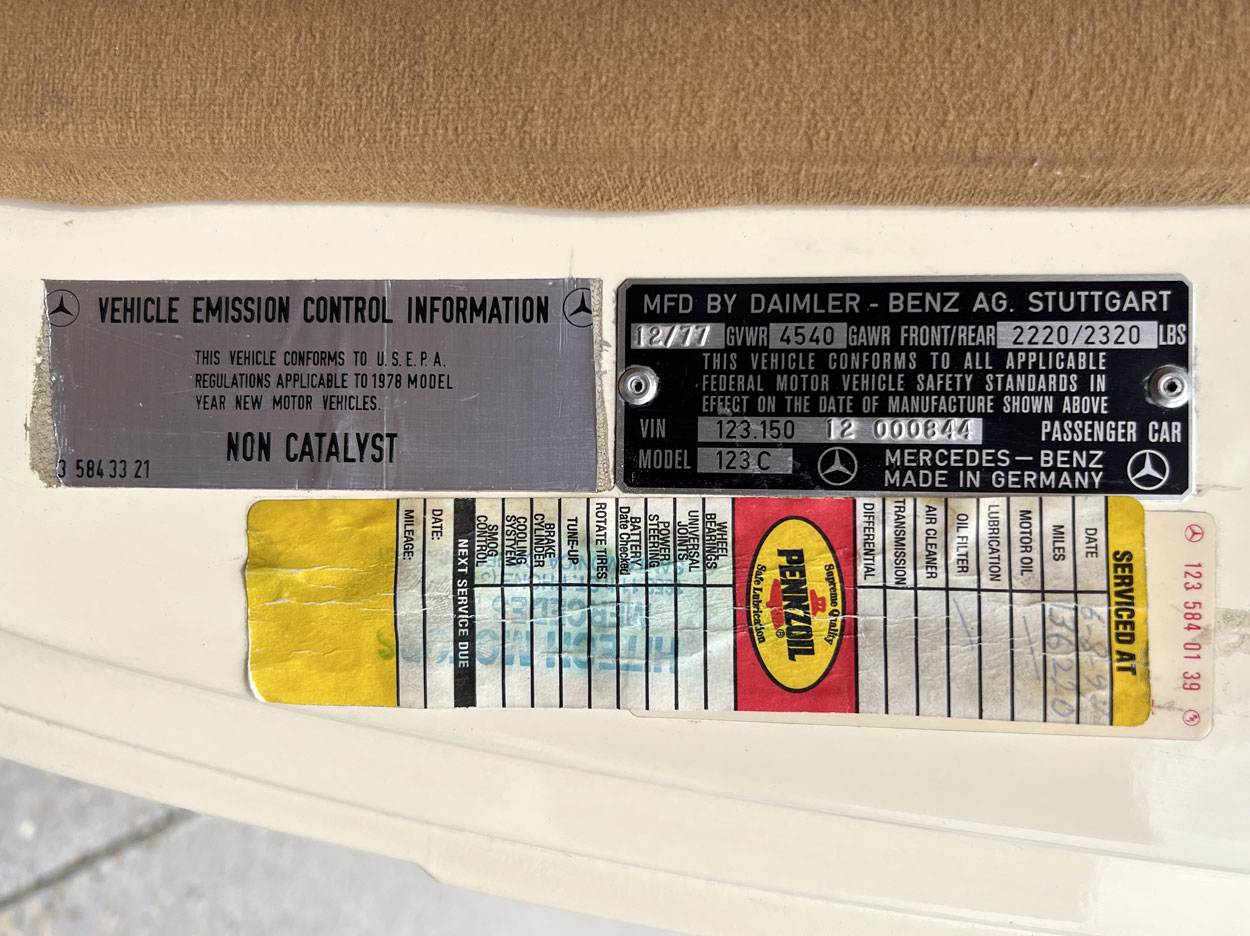 VEHICLE EMISSION CONTROL INFORMATION
THIS VEHICLE CONFORMS TO U.S.E.P.A.
REGULATIONS APPLICABLE TO 1978 MODEL
YEAR NEW MOTOR VEHICLES.
NON CATALYST
3 584 33 21
MFD BY DAIMLER - BENZ AG. STUTTGART
12/77 GVWR 4540 GAWR FRONT/REAR 2220/2320 LBS
THIS VEHICLE CONFORMS TO ALL APPLICABLE
FEDERAL MOTOR VEHICLE SAFETY STANDARDS IN
EFFECT ON THE DATE OF MANUFACTURE SHOWN ABOVE
VIN 123.150 12 000844 PASSENGER CAR
MODEL 123 C MERCEDES-BENZ
MADE IN GERMANY
SERVICED AT
DATE
MILES
MOTOR OIL
LUBRICATION
OIL FILTER
AIR CLEANER
TRANSMISSION
DIFFERENTIAL
Supreme Quality
PENNZOIL®
Safe Lubrication
WHEEL
BEARINGS
UNIVERSAL
JOINTS
POWER
STEERING
BATTERY
Date Checked
ROTATE TIRES
TUNE-UP
BRAKE
CYLINDER
COOLING
SYSTYEM
SMOG
CONTROL
NEXT SERVICE DUE
DATE:
MILEAGE:
123 584 01 39